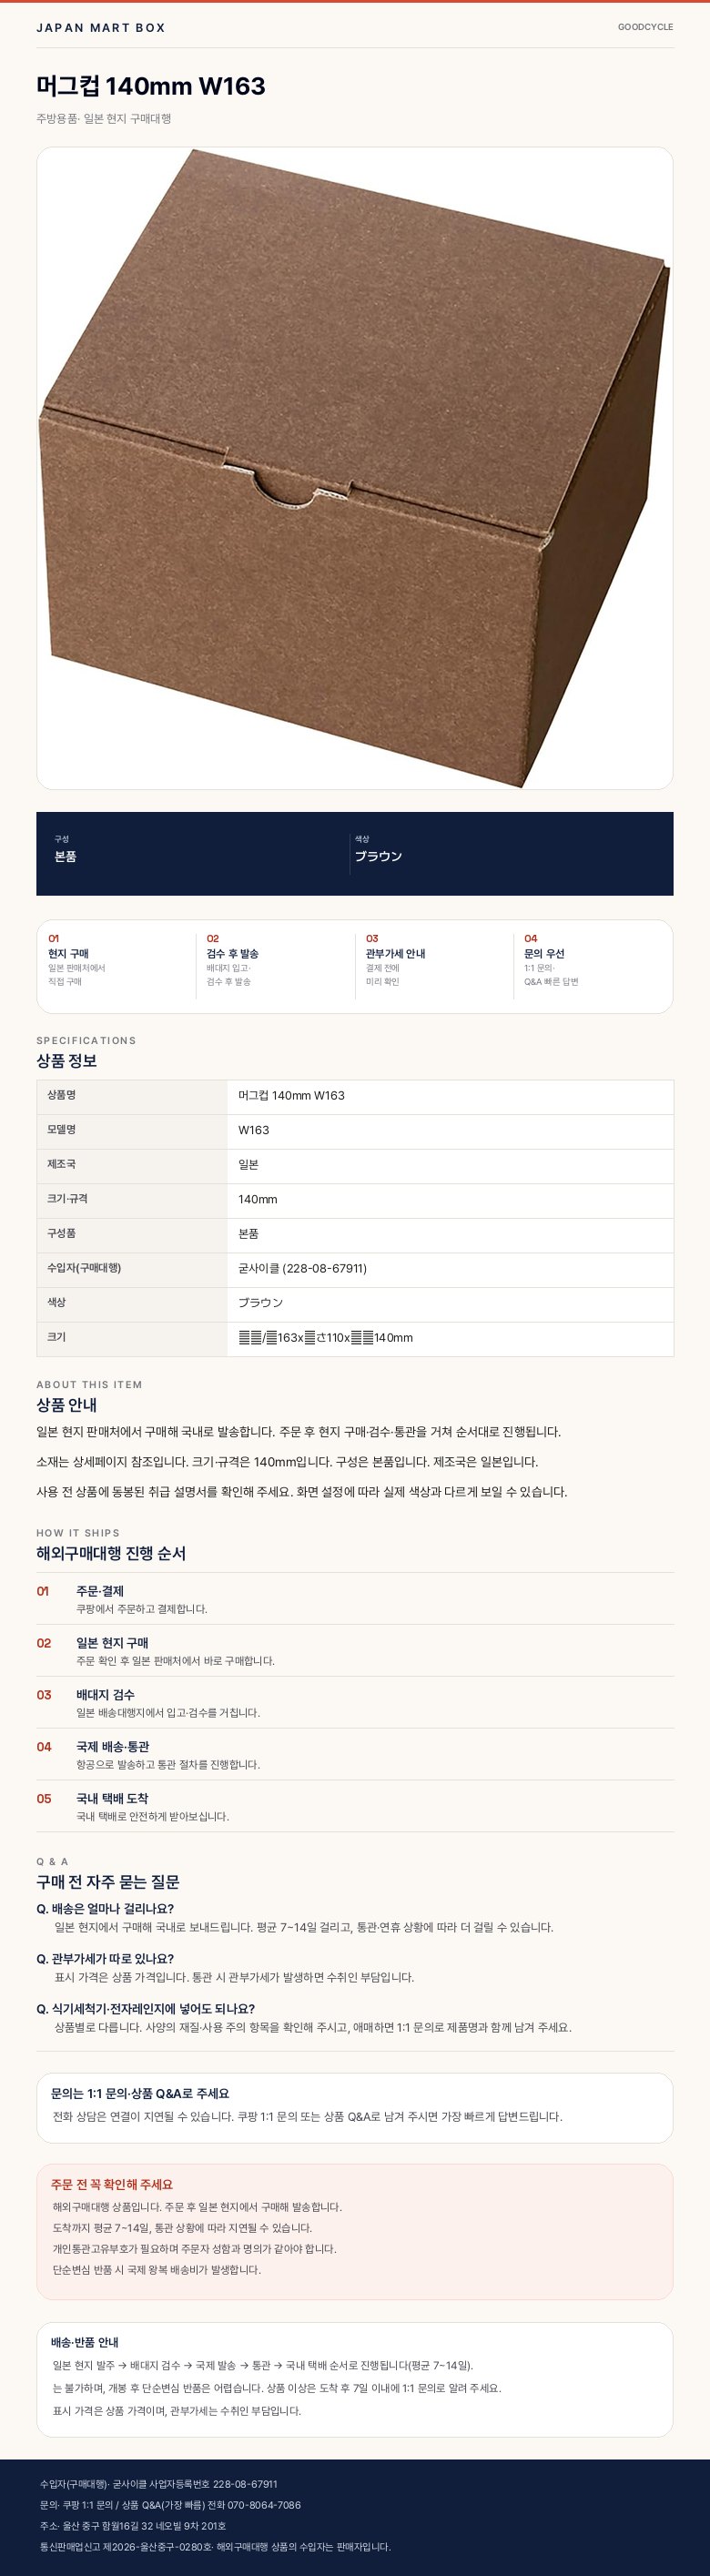 JAPAN MART BOX
GOODCYCLE
머그컵 140mm W163
주방용품· 일본 현지 구매대행
구성
본품
색상
ブラウン
01
현지 구매
일본 판매처에서
직접 구매
02
검수 후 발송
배대지 입고·
검수 후 발송
03
관부가세 안내
결제 전에
미리 확인
04
문의 우선
1:1 문의·
Q&A 빠른 답변
SPECIFICATIONS
상품 정보
상품명 머그컵 140mm W163
모델명 W163
제조국 일본
크기·규격 140mm
구성품 본품
수입자(구매대행) 굳사이클 (228-08-67911)
색상 ブラウン
크기 /163x さ110x 140mm
ABOUT THIS ITEM
상품 안내
일본 현지 판매처에서 구매해 국내로 발송합니다. 주문 후 현지 구매·검수·통관을 거쳐 순서대로 진행됩니다.
소재는 상세페이지 참조입니다. 크기·규격은 140mm입니다. 구성은 본품입니다. 제조국은 일본입니다.
사용 전 상품에 동봉된 취급 설명서를 확인해 주세요. 화면 설정에 따라 실제 색상과 다르게 보일 수 있습니다.
HOW IT SHIPS
해외구매대행 진행 순서
01 주문·결제
쿠팡에서 주문하고 결제합니다.
02 일본 현지 구매
주문 확인 후 일본 판매처에서 바로 구매합니다.
03 배대지 검수
일본 배송대행지에서 입고·검수를 거칩니다.
04 국제 배송·통관
항공으로 발송하고 통관 절차를 진행합니다.
05 국내 택배 도착
국내 택배로 안전하게 받아보십니다.
Q & A
구매 전 자주 묻는 질문
Q. 배송은 얼마나 걸리나요?
일본 현지에서 구매해 국내로 보내드립니다. 평균 7~14일 걸리고, 통관·연휴 상황에 따라 더 걸릴 수 있습니다.
Q. 관부가세가 따로 있나요?
표시 가격은 상품 가격입니다. 통관 시 관부가세가 발생하면 수취인 부담입니다.
Q. 식기세척기·전자레인지에 넣어도 되나요?
상품별로 다릅니다. 사양의 재질·사용 주의 항목을 확인해 주시고, 애매하면 1:1 문의로 제품명과 함께 남겨 주세요.
문의는 1:1 문의·상품 Q&A로 주세요
전화 상담은 연결이 지연될 수 있습니다. 쿠팡 1:1 문의 또는 상품 Q&A로 남겨 주시면 가장 빠르게 답변드립니다.
주문 전 꼭 확인해 주세요
해외구매대행 상품입니다. 주문 후 일본 현지에서 구매해 발송합니다.
도착까지 평균 7~14일, 통관 상황에 따라 지연될 수 있습니다.
개인통관고유부호가 필요하며 주문자 성함과 명의가 같아야 합니다.
단순변심 반품 시 국제 왕복 배송비가 발생합니다.
배송·반품 안내
일본 현지 발주 → 배대지 검수 → 국제 발송 → 통관 → 국내 택배 순서로 진행됩니다(평균 7~14일).
는 불가하며, 개봉 후 단순변심 반품은 어렵습니다. 상품 이상은 도착 후 7일 이내에 1:1 문의로 알려 주세요.
표시 가격은 상품 가격이며, 관부가세는 수취인 부담입니다.
수입자(구매대행)· 굳사이클 사업자등록번호 228-08-67911
문의· 쿠팡 1:1 문의 / 상품 Q&A(가장 빠름) 전화 070-8064-7086
주소· 울산 중구 함월16길 32 네오빌 9차 201호
통신판매업신고 제2026-울산중구-0280호· 해외구매대행 상품의 수입자는 판매자입니다.